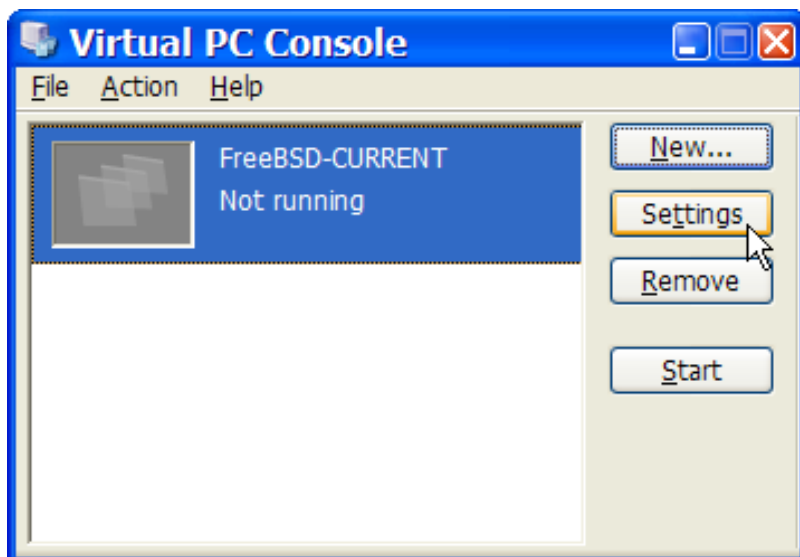 Virtual PC Console
File Action Help
FreeBSD-CURRENT
Not running
New...
Settings
Remove
Start